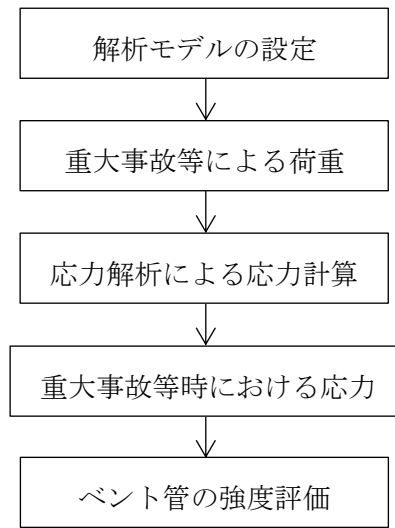 解析モデルの設定
重大事故等による荷重
応力解析による応力計算
重大事故等時における応力
ベント管の強度評価